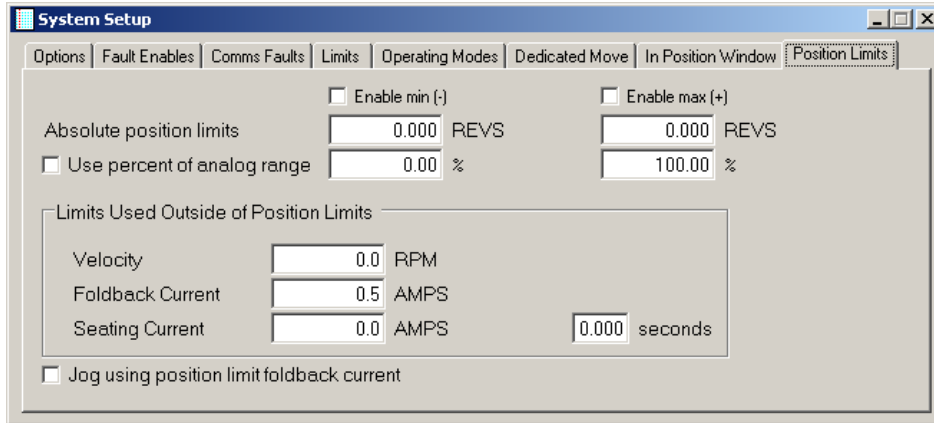 System Setup
Options Fault Enables Comms Faults Limits Operating Modes Dedicated Move In Position Window Position Limits
Enable min (-) Enable max (+)
Absolute position limits 0.000 REVS 0.000 REVS
Use percent of analog range 0.00 % 100.00 %
Limits Used Outside of Position Limits
Velocity 0.0 RPM
Foldback Current 0.5 AMPS
Seating Current 0.0 AMPS 0.000 seconds
Jog using position limit foldback current